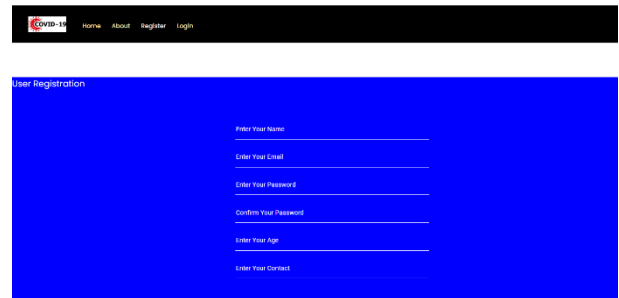 COVID-19
Home About Register Login
User Registration
Enter Your Name
Enter Your Email
Enter Your Password
Confirm Your Password
Enter Your Age
Enter Your Contact